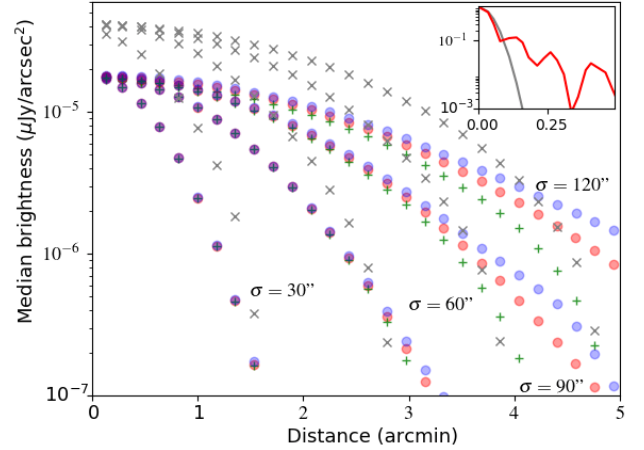 10⁻¹
10⁻³
0.00 0.25
10⁻⁵
10⁻⁶
10⁻⁷
Median brightness (μJy/arcsec²)
σ = 120”
σ = 30”
σ = 60”
σ = 90”
0 1 2 3 4 5
Distance (arcmin)